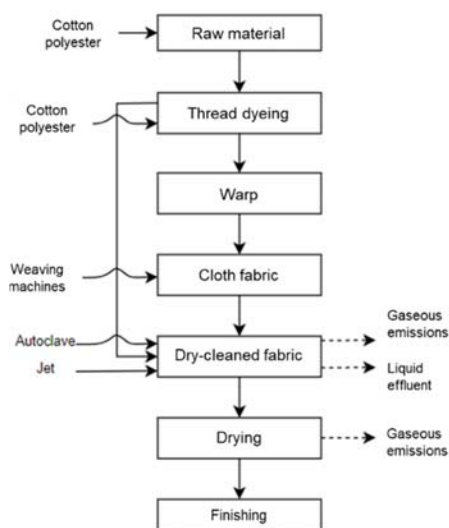 Cotton
polyester
Raw material
Cotton
polyester
Thread dyeing
Warp
Weaving
machines
Cloth fabric
Autoclave
Jet
Dry-cleaned fabric
Gaseous
emissions
Liquid
effluent
Drying
Gaseous
emissions
Finishing